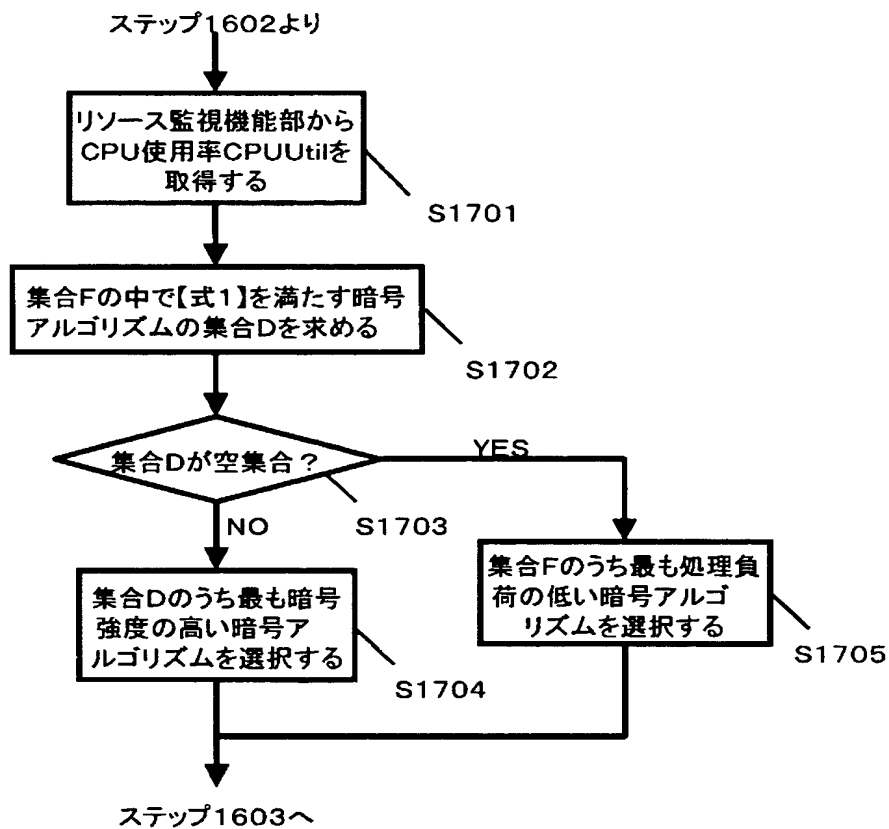 ステップ1602より
リソース監視機能部から
CPU使用率CPUUtilを
取得する
S1701
集合Fの中で【式1】を満たす暗号
アルゴリズムの集合Dを求める
S1702
集合Dが空集合？
YES
S1703
NO
集合Dのうち最も暗号
強度の高い暗号ア
ルゴリズムを選択する
S1704
集合Fのうち最も処理負
荷の低い暗号アルゴ
リズムを選択する
S1705
ステップ1603へ